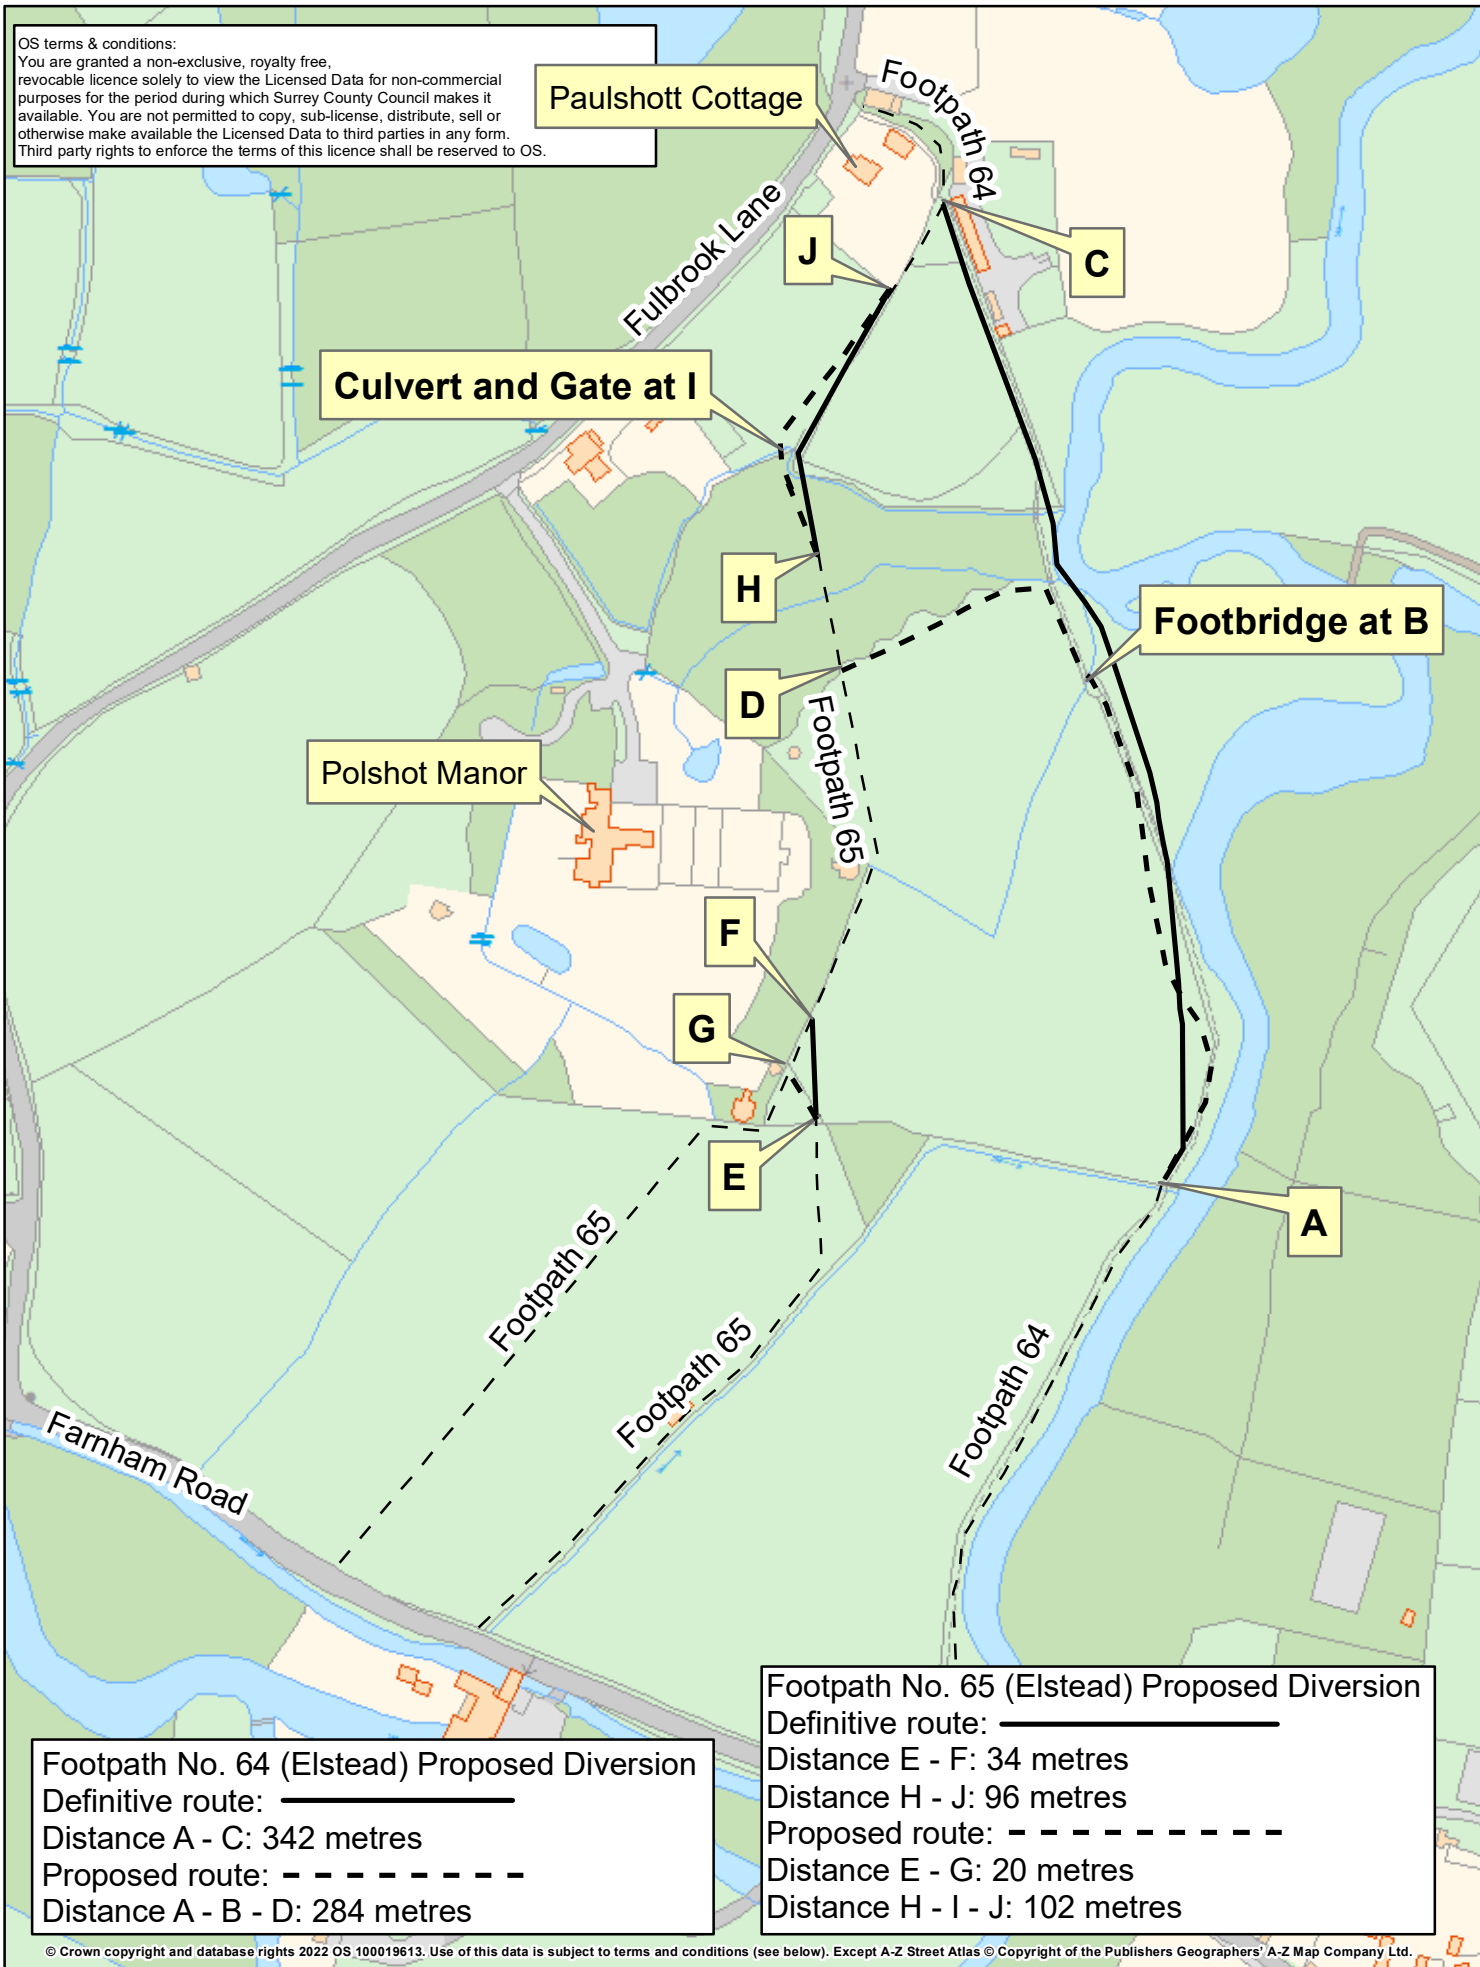 OS terms & conditions:
You are granted a non-exclusive, royalty free,
revocable licence solely to view the Licensed Data for non-commercial
purposes for the period during which Surrey County Council makes it
available. You are not permitted to copy, sub-license, distribute, sell or
otherwise make available the Licensed Data to third parties in any form.
Third party rights to enforce the terms of this licence shall be reserved to OS.
Paulshott Cottage
Footpath 64
Fulbrook Lane
J
C
Culvert and Gate at I
H
Footbridge at B
D
Footpath 65
Polshot Manor
F
G
E
A
Footpath 65
Footpath 65
Footpath 64
Farnham Road
Footpath No. 64 (Elstead) Proposed Diversion
Definitive route:
Distance A - C: 342 metres
Proposed route:
Distance A - B - D: 284 metres
Footpath No. 65 (Elstead) Proposed Diversion
Definitive route:
Distance E - F: 34 metres
Distance H - J: 96 metres
Proposed route:
Distance E - G: 20 metres
Distance H - I - J: 102 metres
© Crown copyright and database rights 2022 OS 100019613. Use of this data is subject to terms and conditions (see below). Except A-Z Street Atlas © Copyright of the Publishers Geographers' A-Z Map Company Ltd.